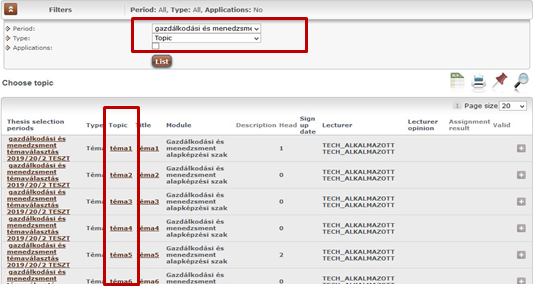 Filters Period: All, Type: All, Applications: No
Period: gazdálkodási és menedzsme
Type: Topic
Applications:
List
Choose topic
1 Page size 20
Thesis selection periods Type Topic Title Module Description Head Sign up date Lecturer Lecturer opinion Assignment result Valid
gazdálkodási és
menedzsment
témaválasztás
2019/20/2 TESZT Téma téma1 téma1 Gazdálkodási és menedzsment alapképzési szak 1 TECH_ALKALMAZOTT TECH_ALKALMAZOTT
gazdálkodási és
menedzsment
témaválasztás
2019/20/2 TESZT Téma téma2 téma2 Gazdálkodási és menedzsment alapképzési szak 0 TECH_ALKALMAZOTT TECH_ALKALMAZOTT
gazdálkodási és
menedzsment
témaválasztás
2019/20/2 TESZT Téma téma3 téma3 Gazdálkodási és menedzsment alapképzési szak 0 TECH_ALKALMAZOTT TECH_ALKALMAZOTT
gazdálkodási és
menedzsment
témaválasztás
2019/20/2 TESZT Téma téma4 téma4 Gazdálkodási és menedzsment alapképzési szak 0 TECH_ALKALMAZOTT TECH_ALKALMAZOTT
gazdálkodási és
menedzsment
témaválasztás
2019/20/2 TESZT Téma téma5 téma5 Gazdálkodási és menedzsment alapképzési szak 2 TECH_ALKALMAZOTT TECH_ALKALMAZOTT
gazdálkodási és
menedzsment Téma téma6 téma6 Gazdálkodási és menedzsment 0 TECH_ALKALMAZOTT